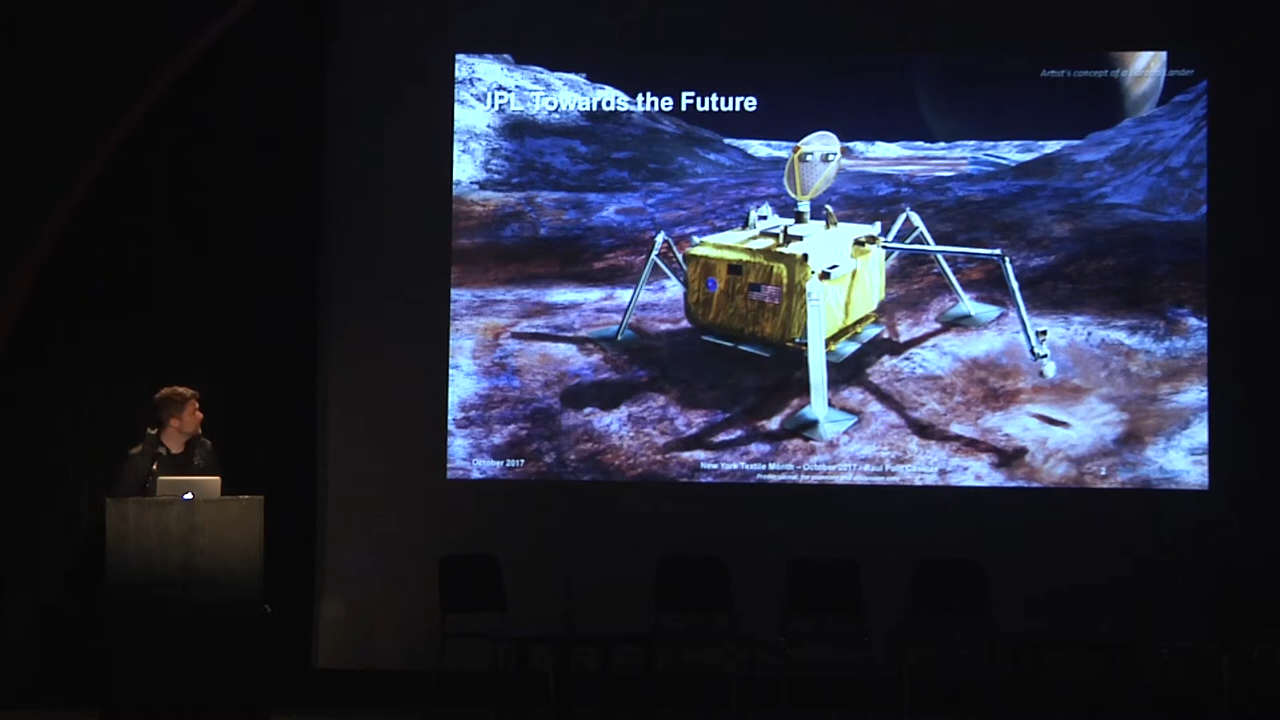 Artist's concept of a Lander
JPL Towards the Future
October 2017
New York Textile Month – October 2017 - Raul Polit Casillas
2